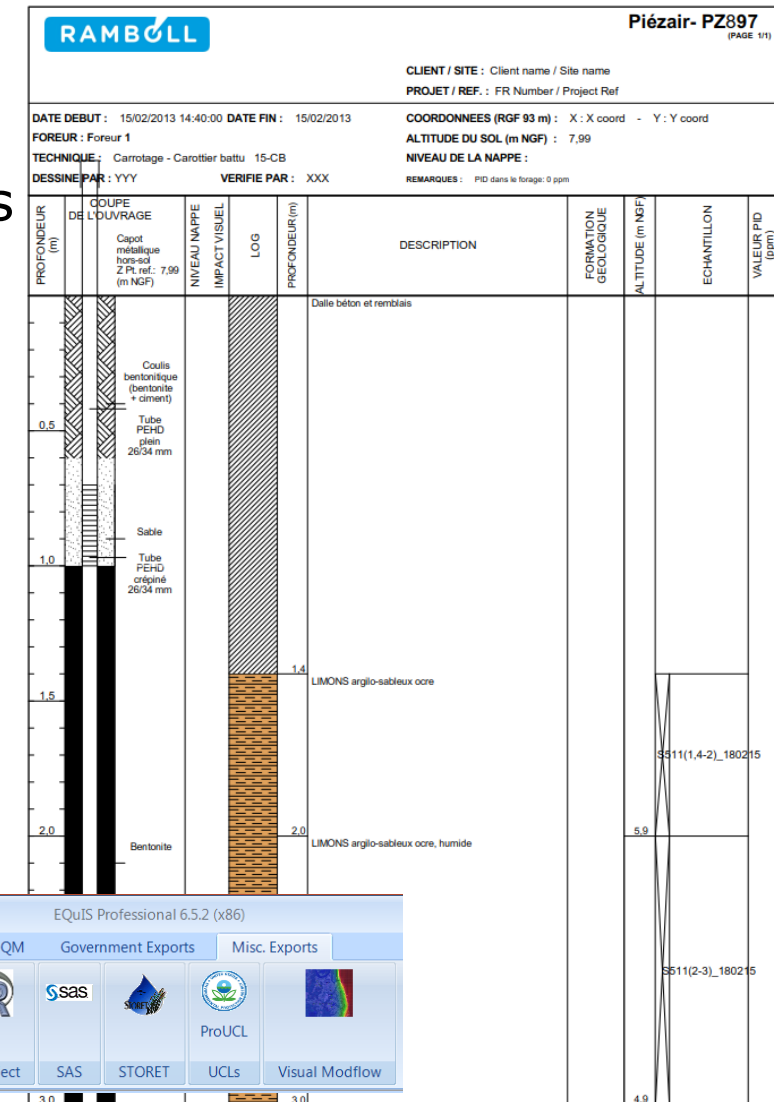 RAMBOLL
Piézair- PZ897
(PAGE 1/1)
CLIENT / SITE : Client name / Site name
PROJET / REF. : FR Number / Project Ref
DATE DEBUT : 15/02/2013 14:40:00 DATE FIN : 15/02/2013
COORDONNEES (RGF 93 m) : X : X coord - Y : Y coord
FOREUR : Foreur 1
ALTITUDE DU SOL (m NGF) : 7,99
TECHNIQUE : Carrotage - Carottier battu 15-CB
NIVEAU DE LA NAPPE :
DESSINE PAR : YYY VERIFIE PAR : XXX
REMARQUES : PID dans le forage: 0 ppm
s
PROFONDEUR
(m)
COUPE
DE L'OUVRAGE
Capot
métallique
hors-sol
Z Pt. ref.: 7,99
(m NGF)
NIVEAU NAPPE
IMPACT VISUEL
LOG
PROFONDEUR(m)
DESCRIPTION
FORMATION
GEOLOGIQUE
ALTITUDE (m NGF)
ECHANTILLON
VALEUR PID
(ppm)
Dalle béton et remblais
Coulis
bentonitique
(bentonite
+ ciment)
Tube
PEHD
plein
26/34 mm
0,5
Sable
1,0
Tube
PEHD
crépiné
26/34 mm
1,4
LIMONS argilo-sableux ocre
1,5
S511(1,4-2)_180215
2,0
2,0
5,9
LIMONS argilo-sableux ocre, humide
Bentonite
S511(2-3)_180215
EQuIS Professional 6.5.2 (x86)
QM
Government Exports
Misc. Exports
R
Ssas
STORET
ProUCL
ect
SAS
STORET
UCLs
Visual Modflow
3,0
3,0
4,9